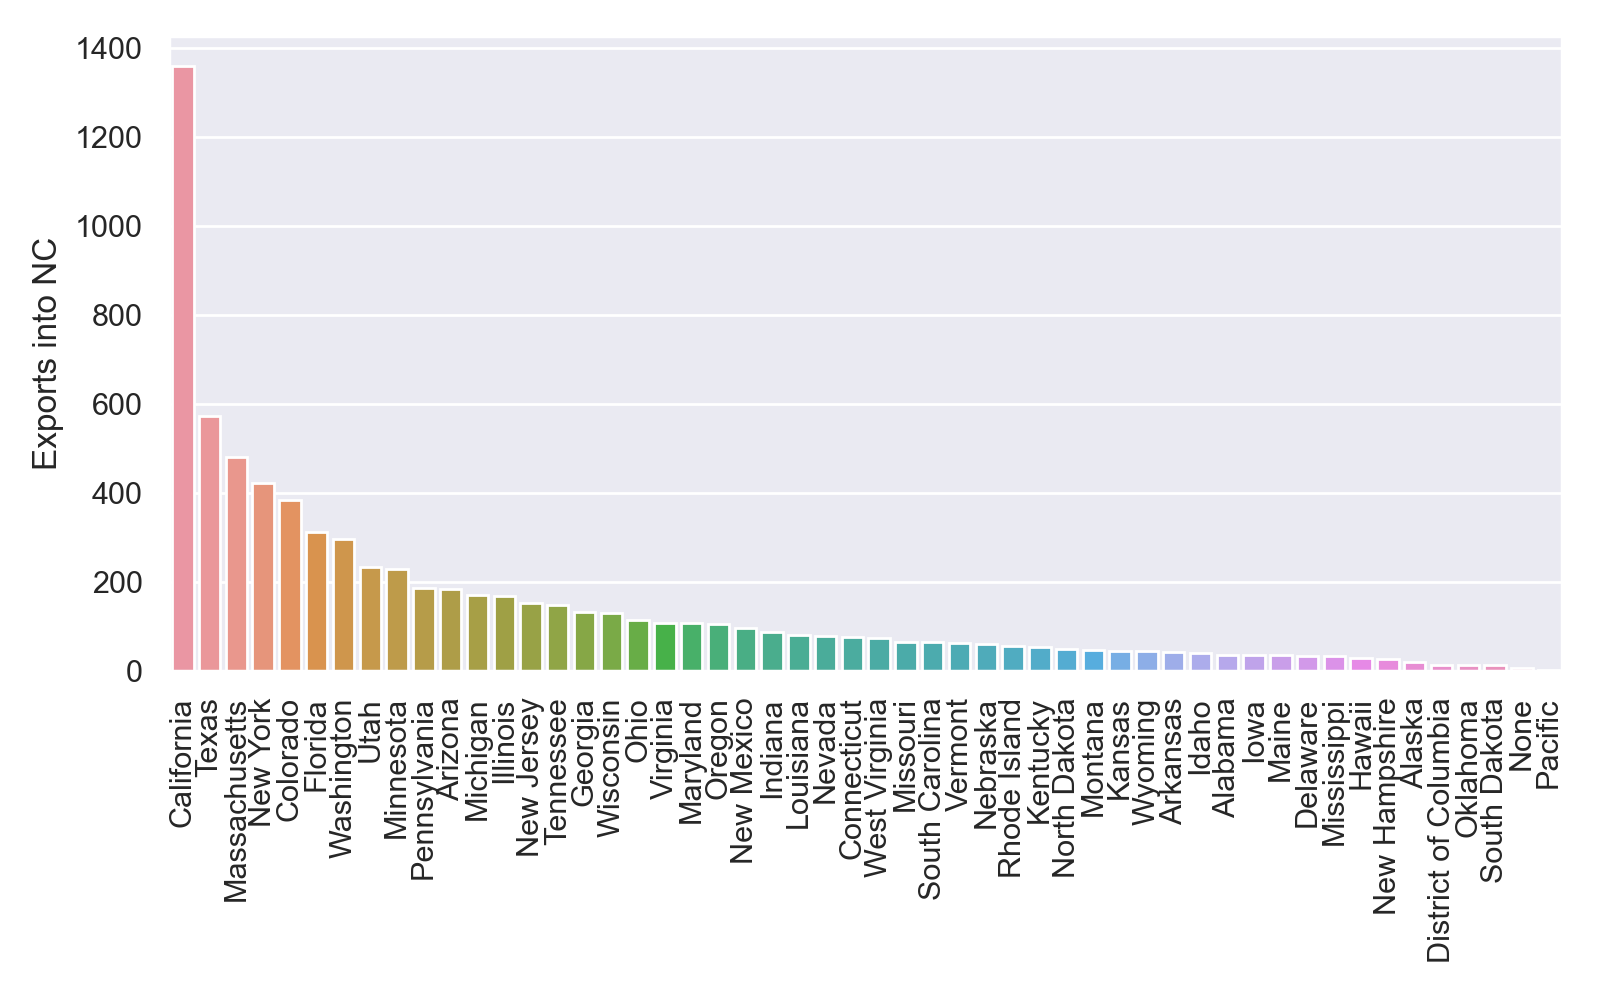 1400
1200
1000
800
600
400
200
0
Exports into NC
California
Texas
Massachusetts
New York
Colorado
Florida
Washington
Utah
Minnesota
Pennsylvania
Arizona
Michigan
Illinois
New Jersey
Tennessee
Georgia
Wisconsin
Ohio
Virginia
Maryland
Oregon
New Mexico
Indiana
Louisiana
Nevada
Connecticut
West Virginia
Missouri
South Carolina
Vermont
Nebraska
Rhode Island
Kentucky
North Dakota
Montana
Kansas
Wyoming
Arkansas
Idaho
Alabama
Iowa
Maine
Delaware
Mississippi
Hawaii
New Hampshire
Alaska
District of Columbia
Oklahoma
South Dakota
None
Pacific